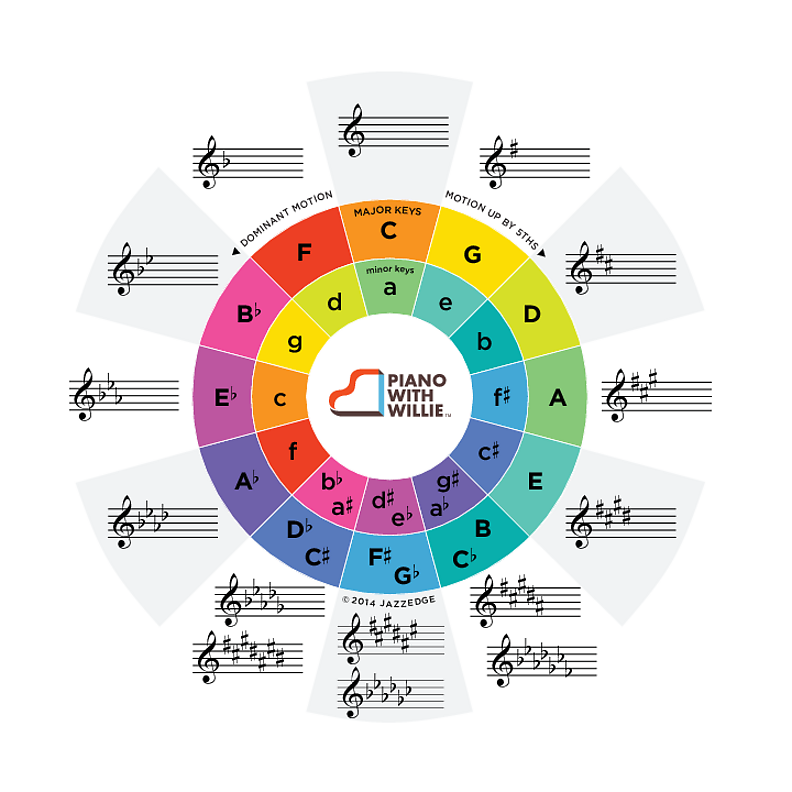 DOMINANT MOTION
MOTION UP BY 5THS
MAJOR KEYS
C
G
D
A
E
B
C♭
F♯
G♭
D♭
C♯
A♭
E♭
B♭
F
minor keys
a
e
b
f♯
c♯
g♯
a♭
d♯
e♭
b♭
a♯
f
c
g
d
PIANO
WITH
WILLIE™
© 2014 JAZZEDGE